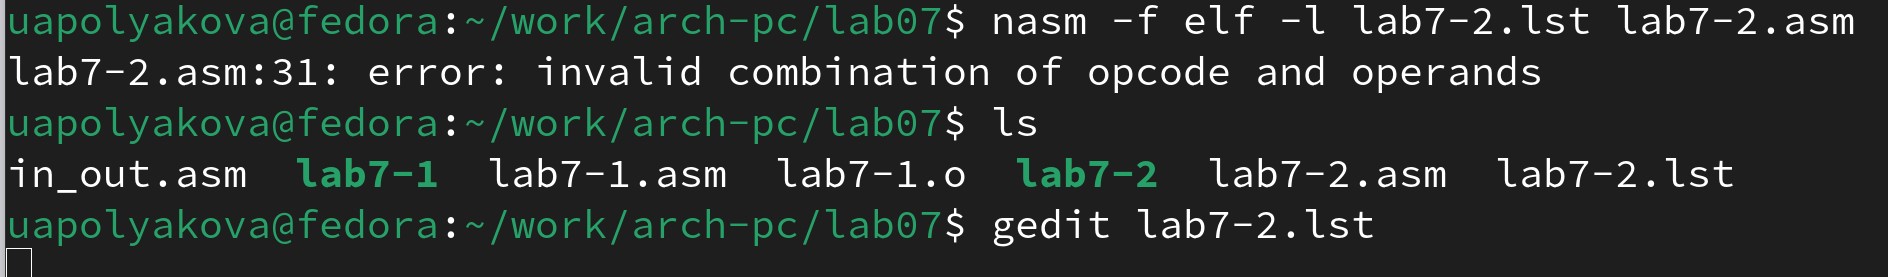 uapolyakova@fedora:~/work/arch-pc/lab07$ nasm -f elf -l lab7-2.lst lab7-2.asm
lab7-2.asm:31: error: invalid combination of opcode and operands
uapolyakova@fedora:~/work/arch-pc/lab07$ ls
in_out.asm  lab7-1  lab7-1.asm  lab7-1.o  lab7-2  lab7-2.asm  lab7-2.lst
uapolyakova@fedora:~/work/arch-pc/lab07$ gedit lab7-2.lst